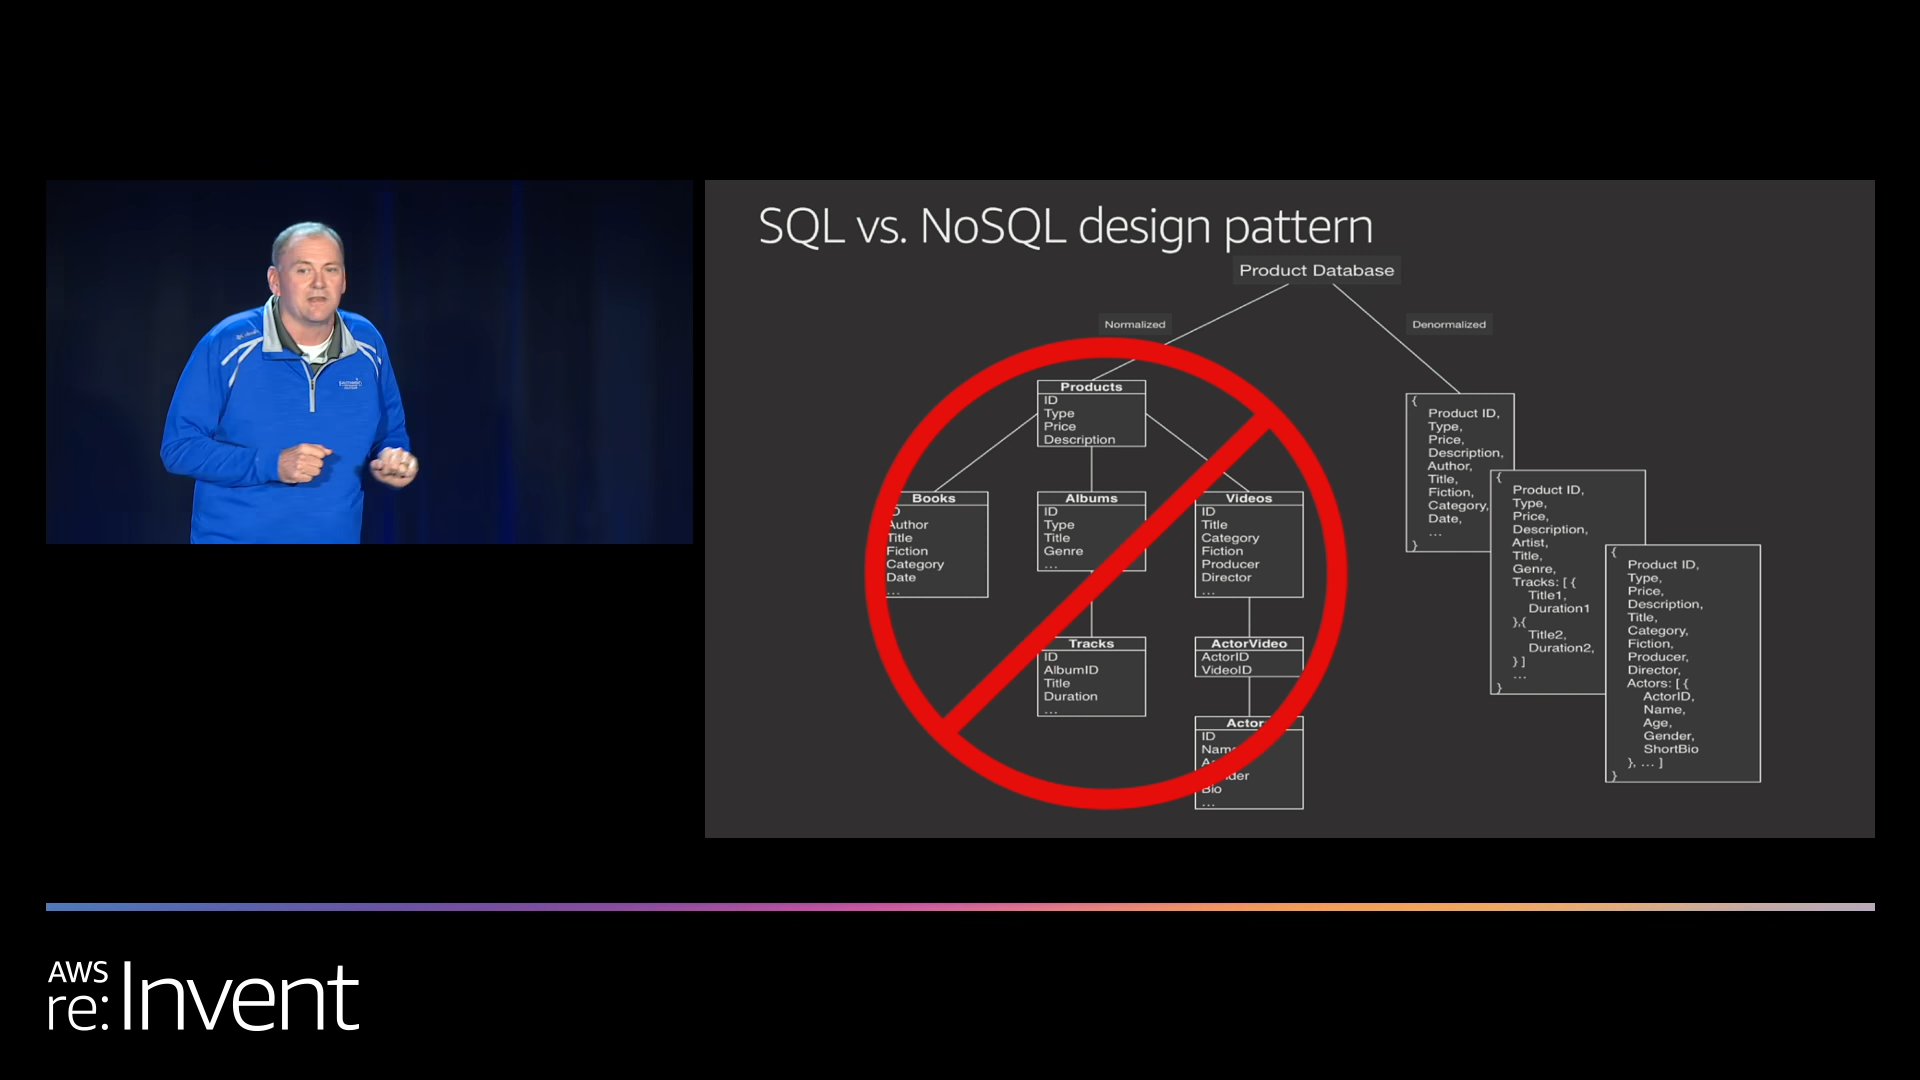 SQL vs. NoSQL design pattern
Product Database
Normalized
Denormalized
Products
ID
Type
Price
Description
Books
ID
Author
Title
Fiction
Category
Date
...
Albums
ID
Type
Title
Genre
...
Videos
ID
Title
Category
Fiction
Producer
Director
...
Tracks
ID
AlbumID
Title
Duration
...
ActorVideo
ActorID
VideoID
Actor
ID
Bio
...
{
Product ID,
Type,
Price,
Description,
Author,
Title,
Fiction,
Category,
Date,
...
}
{
Product ID,
Type,
Price,
Description,
Artist,
Title,
Genre,
Tracks: [ {
Title1,
Duration1
},{
Title2,
Duration2,
} ]
...
}
{
Product ID,
Type,
Price,
Description,
Title,
Category,
Fiction,
Producer,
Director,
Actors: [ {
ActorID,
Name,
Age,
Gender,
ShortBio
}, ... ]
}
AWS
re:Invent